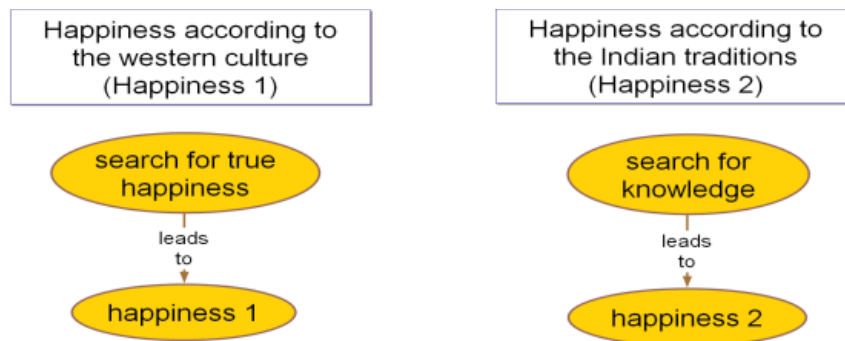 Happiness according to
the western culture
(Happiness 1)
search for true
happiness
leads
to
happiness 1
Happiness according to
the Indian traditions
(Happiness 2)
search for
knowledge
leads
to
happiness 2